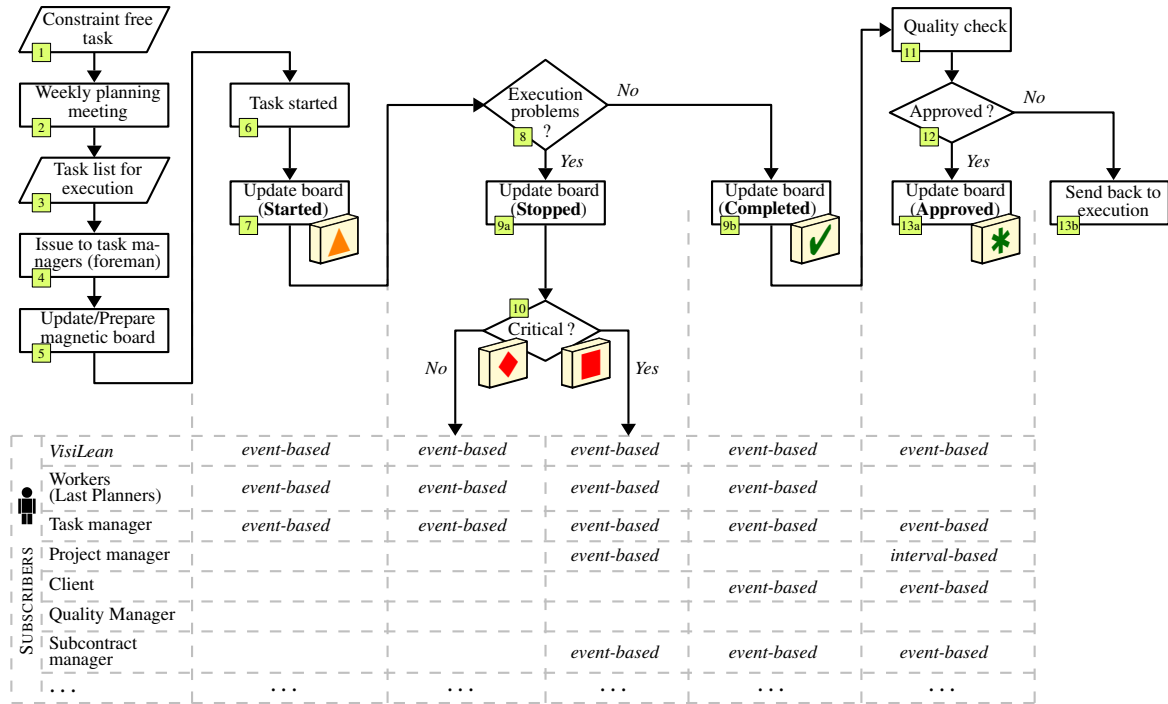 Constraint free
task
1
Weekly planning
meeting
2
Task list for
execution
3
Issue to task ma-
nagers (foreman)
4
Update/Prepare
magnetic board
5
Task started
6
Update board
(Started)
7
Execution
problems
?
8
No
Yes
Update board
(Stopped)
9a
10
Critical ?
No
Yes
Update board
(Completed)
9b
Quality check
11
Approved ?
12
No
Yes
Update board
(Approved)
13a
Send back to
execution
13b
SUBSCRIBERS
VisiLean event-based event-based event-based event-based event-based
Workers
(Last Planners) event-based event-based event-based event-based
Task manager event-based event-based event-based event-based event-based
Project manager event-based interval-based
Client event-based event-based
Quality Manager
Subcontract
manager event-based event-based event-based
... ... ... ... ... ...